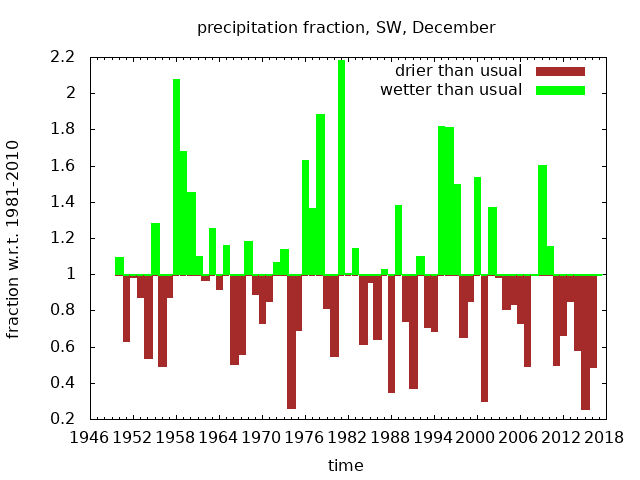 precipitation fraction, SW, December
fraction w.r.t. 1981-2010
2.2
2
1.8
1.6
1.4
1.2
1
0.8
0.6
0.4
0.2
drier than usual
wetter than usual
1946 1952 1958 1964 1970 1976 1982 1988 1994 2000 2006 2012 2018
time